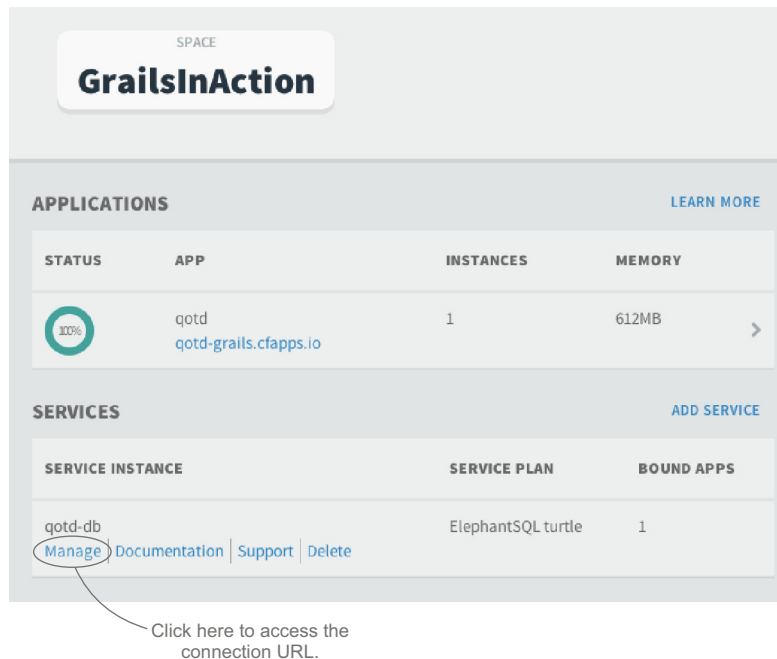 SPACE
GrailsInAction
APPLICATIONS LEARN MORE
STATUS APP INSTANCES MEMORY
100% qotd 1 612MB
qotd-grails.cfapps.io
SERVICES ADD SERVICE
SERVICE INSTANCE SERVICE PLAN BOUND APPS
qotd-db ElephantSQL turtle 1
Manage Documentation Support Delete
Click here to access the
connection URL.